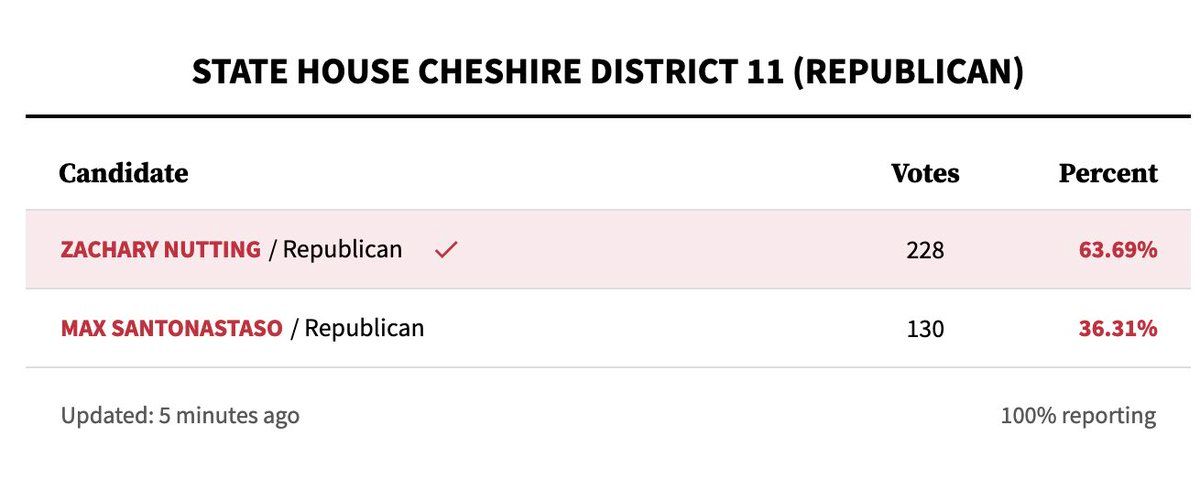 STATE HOUSE CHESHIRE DISTRICT 11 (REPUBLICAN)
Candidate Votes Percent
ZACHARY NUTTING / Republican ✓ 228 63.69%
MAX SANTONASTASO / Republican 130 36.31%
Updated: 5 minutes ago 100% reporting